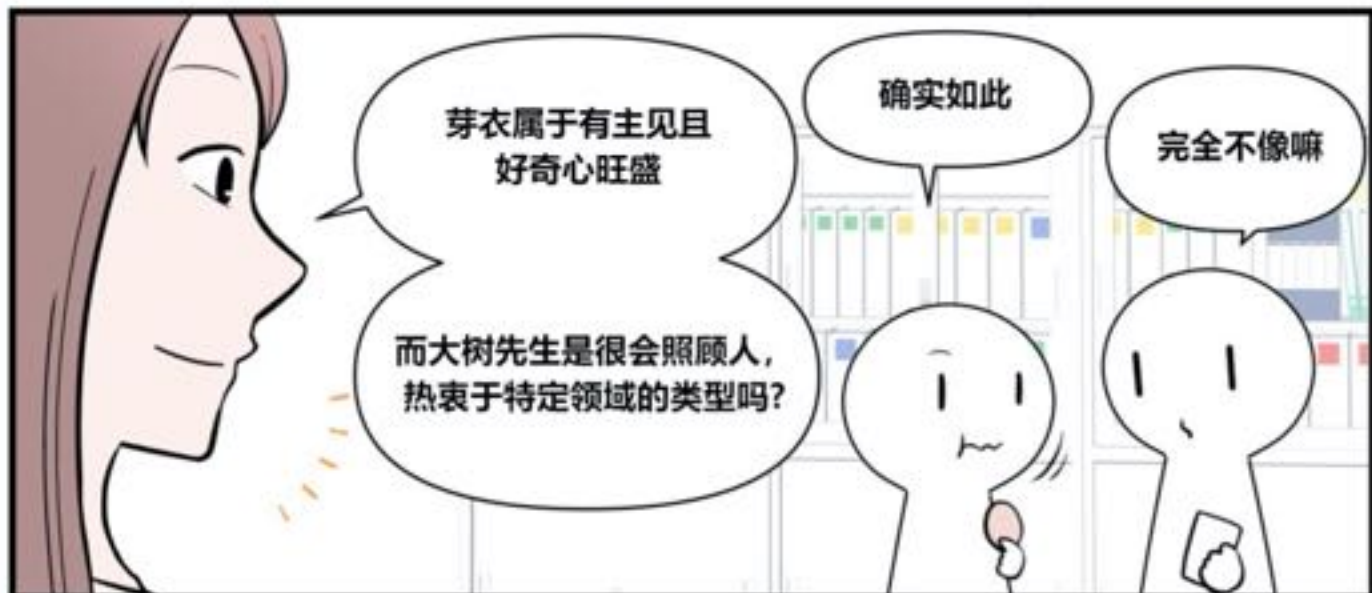 芽衣属于有主见且
好奇心旺盛
而大树先生是很会照顾人，
热衷于特定领域的类型吗?
确实如此
完全不像嘛